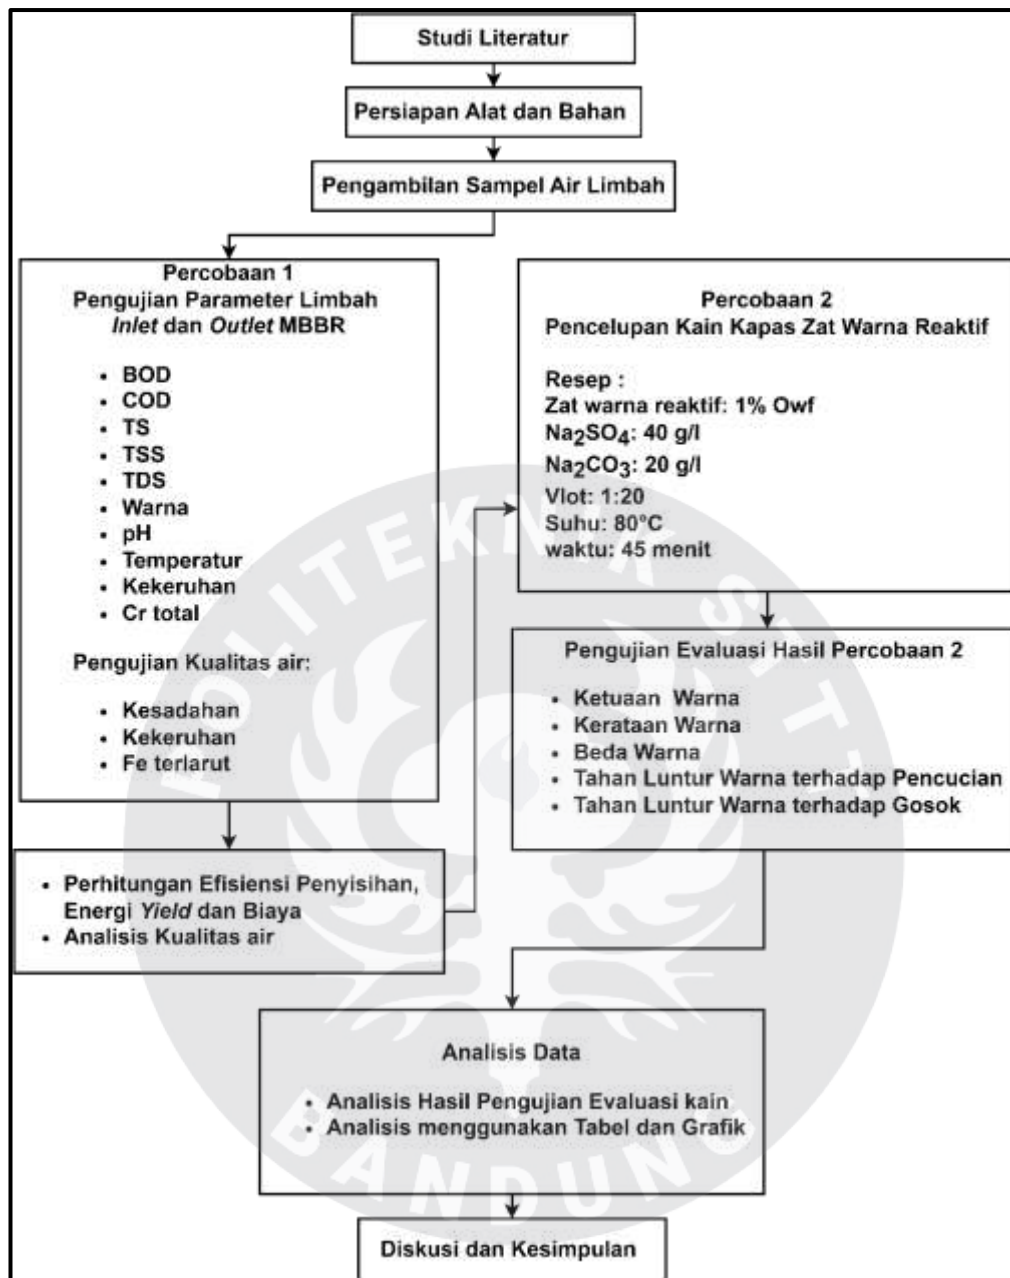 Studi Literatur
Persiapan Alat dan Bahan
Pengambilan Sampel Air Limbah
Percobaan 1
Pengujian Parameter Limbah
Inlet dan Outlet MBBR
• BOD
• COD
• TS
• TSS
• TDS
• Warna
• pH
• Temperatur
• Kekeruhan
• Cr total
Pengujian Kualitas air:
• Kesadahan
• Kekeruhan
• Fe terlarut
• Perhitungan Efisiensi Penyisihan,
Energi Yield dan Biaya
• Analisis Kualitas air
Percobaan 2
Pencelupan Kain Kapas Zat Warna Reaktif
Resep :
Zat warna reaktif: 1% Owf
Na2SO4: 40 g/l
Na2CO3: 20 g/l
Vlot: 1:20
Suhu: 80°C
waktu: 45 menit
Pengujian Evaluasi Hasil Percobaan 2
• Ketuaan Warna
• Kerataan Warna
• Beda Warna
• Tahan Luntur Warna terhadap Pencucian
• Tahan Luntur Warna terhadap Gosok
Analisis Data
• Analisis Hasil Pengujian Evaluasi kain
• Analisis menggunakan Tabel dan Grafik
Diskusi dan Kesimpulan
POLITEKNIK STTT
BANDUNG